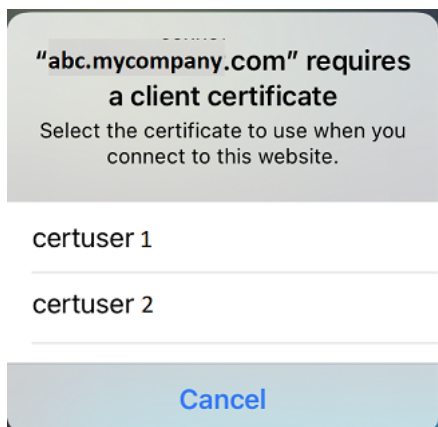 “abc.mycompany.com” requires
a client certificate
Select the certificate to use when you
connect to this website.
certuser 1
certuser 2
Cancel